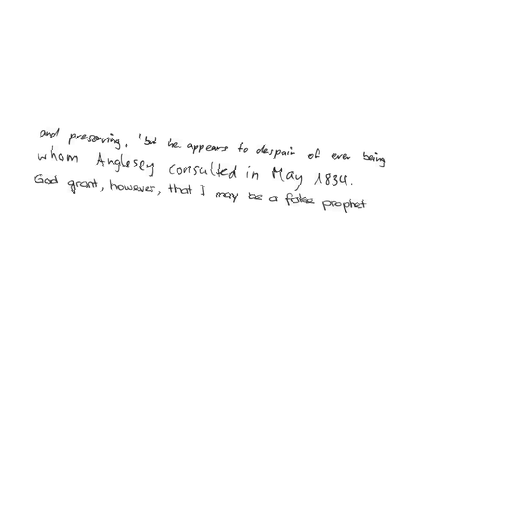 and preserving, 'but he appears to despair of ever being
whom Anglesey consulted in May 1834.
God grant, however, that I may be a false prophet